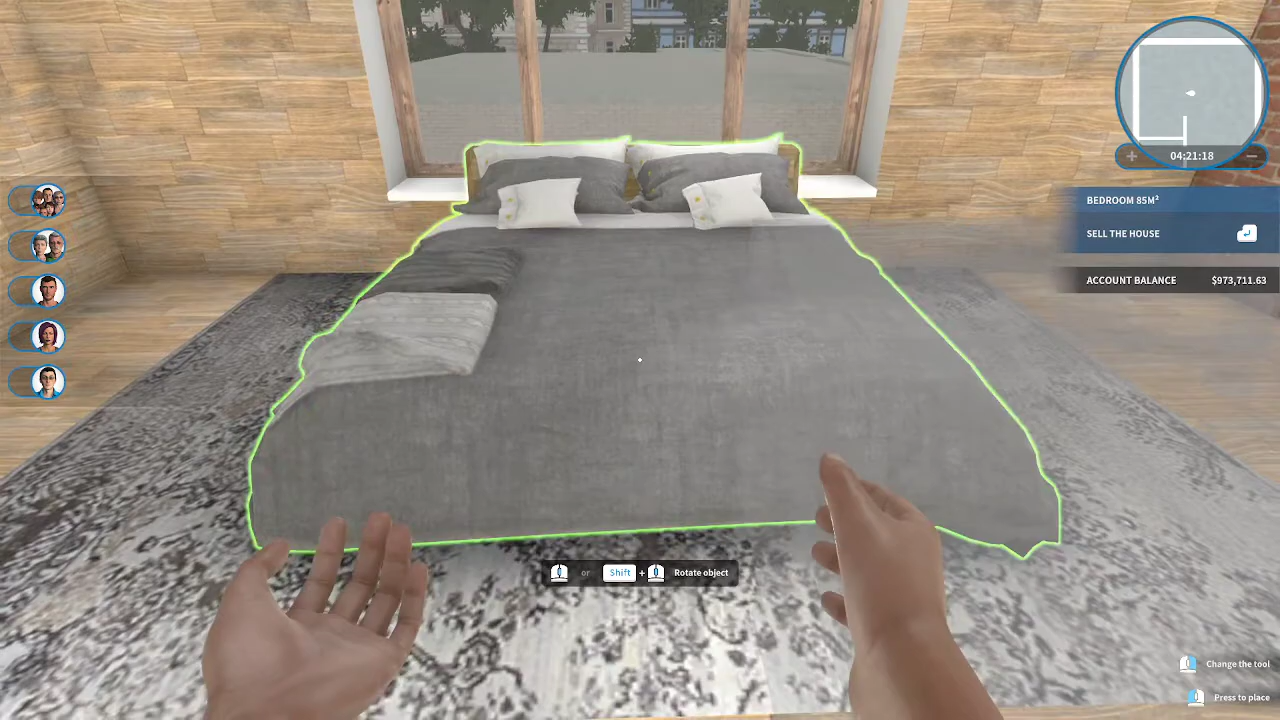 04:21:18
BEDROOM 85M²
SELL THE HOUSE
ACCOUNT BALANCE $973,711.63
or Shift + Rotate object
Change the tool
Press to place